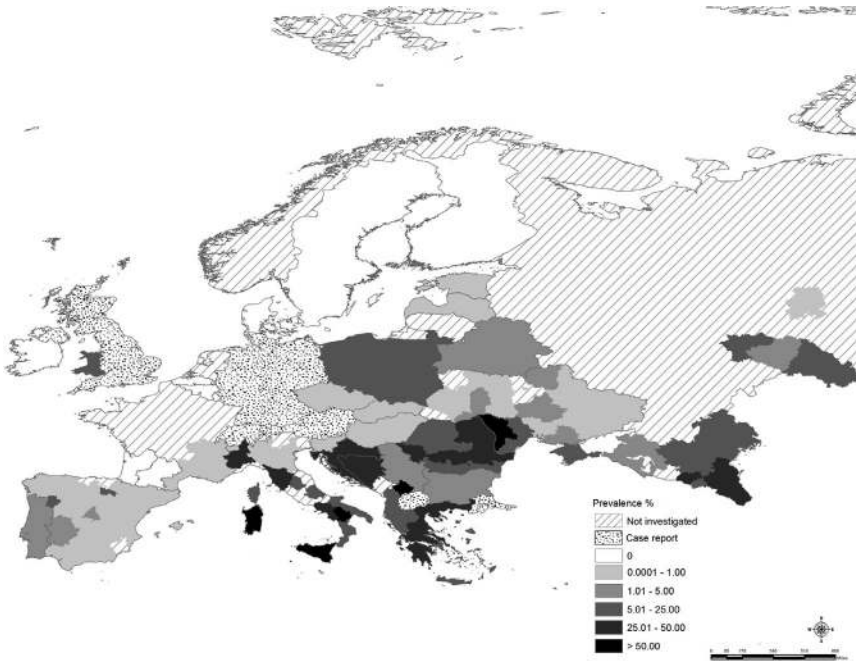 Prevalence %
Not investigated
Case report
0
0.0001 - 1.00
1.01 - 5.00
5.01 - 25.00
25.01 - 50.00
> 50.00